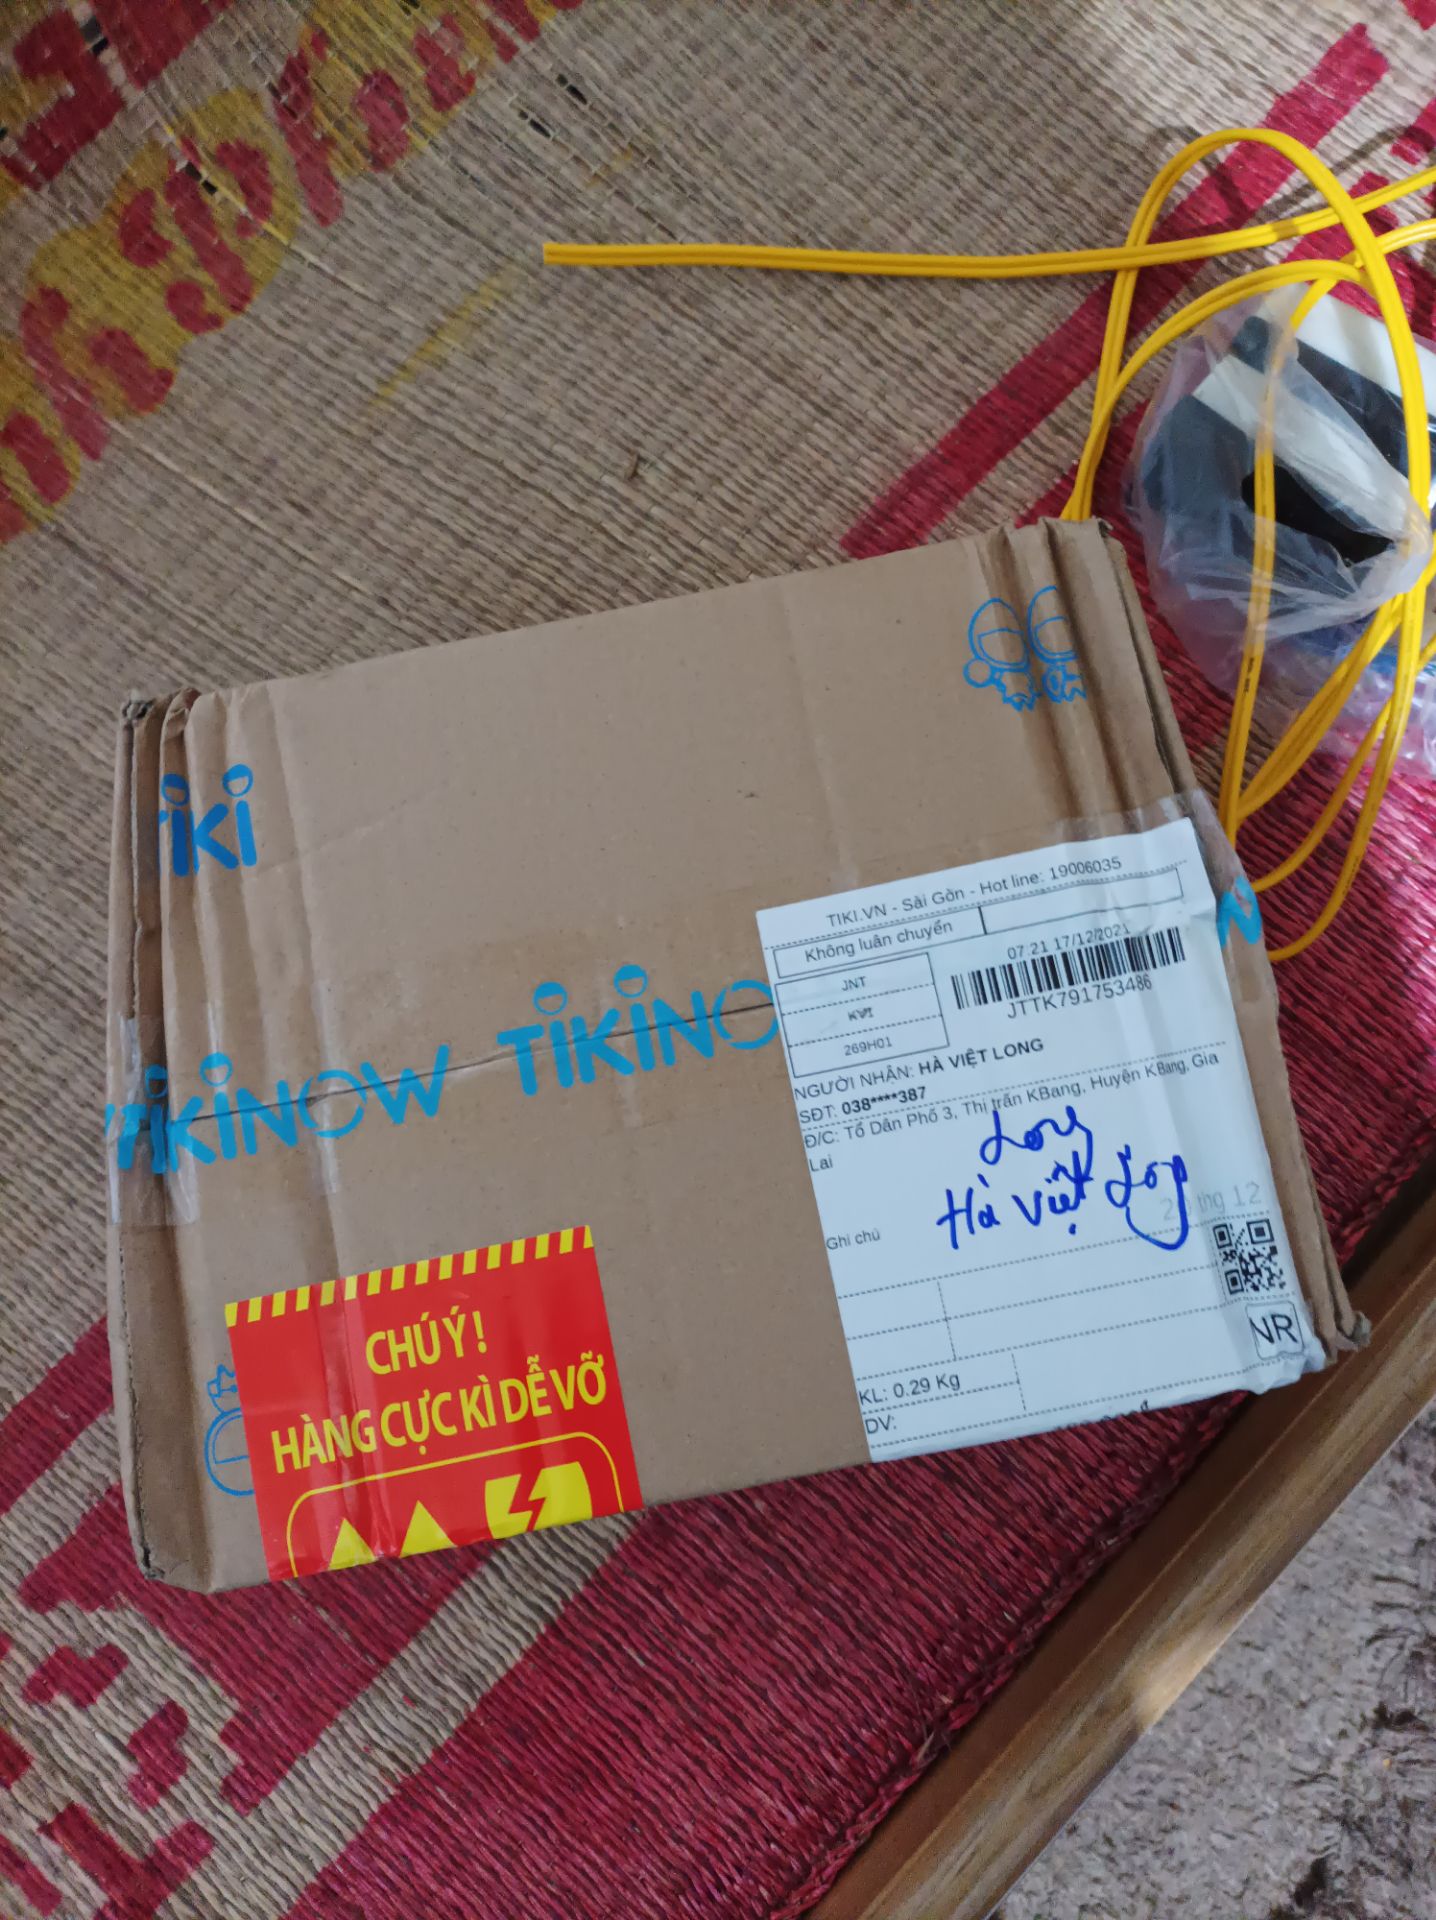 TIKI
TIKINOW TIKINOW
TIKI.VN - Sài Gòn - Hot line: 19006035
Không luân chuyển
07:21 17/12/2021
JNT
269H01
JTTK791753486
NGƯỜI NHẬN: HÀ VIỆT LONG
SĐT: 038****387
Đ/C: Tổ Dân Phố 3, Thị trấn KBang, Huyện KBang, Gia
Lai
Long
Hà Việt Long
thg 12
Ghi chú
NR
KL: 0.29 Kg
DV:
CHÚ Ý!
HÀNG CỰC KÌ DỄ VỠ